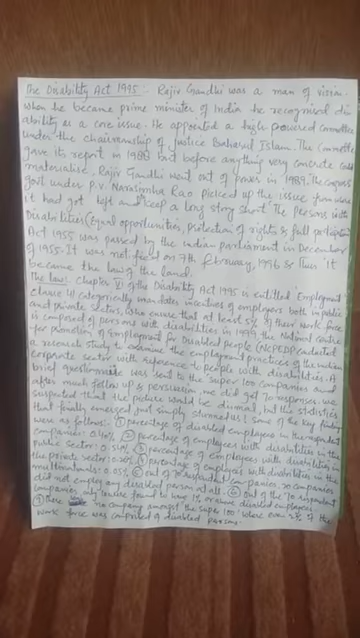 The Disability Act 1995 :- Rajiv Gandhi was a man of vision.
When he became prime minister of India he recognised dis-
ability as a core issue. He appointed a high powered Committee
under the chairmanship of justice Baharul Islam. The Committee
gave its report in 1988 but before anything very concrete could
materialise, Rajiv Gandhi went out of power in 1989. The congress
govt under P.V. Narasimha Rao picked up the issue from where
it had got left and keep a long story short The persons with
Disabilities (Equal opportunities, protection of rights & full participation
Act 1955 was passed by the indian parliament in December
of 1955. It was notified on 7th february, 1996 & thus it
became the law of the land.
The law: chapter VI of the Disability Act 1995 is entitled 'Employment'
clause 41 categorically mandates incentives of employers both in public
and private sectors, who ensure that at least 5% of their work force
is composed of persons with disabilities in 1999, the National Centre
for promotion of Employment for Disabled people (NCPEDP) conducted
a research study to examine the employment practices of the indian
corporate sector with reference to people with disabilities. A
brief questionnaire was sent to the super 100 companies and
after much follow up & persuasion, we did get 70 responses. we
suspected that the picture would be dismal, but the statistics
that finally emerged just simply stunned us! Some of the key findings
were as follows: ① percentage of disabled employees in the respondent
companies: 0.40%, ② percentage of employees with disabilities in the
public sector: 0.54%, ③ percentage of employees with disabilities in
the private sector: 0.28% ④ percentage of employees with disabilities in the
multinationals: 0.05% ⑤ out of 70 respondent companies. 20 companies
did not employ any disabled person at all. ⑥ out of the 70 respondent
companies, only were found to have 1% or more disabled employees
⑦ there no company amongst the super 100 where even 2% of the
work force was comprised of disabled persons.